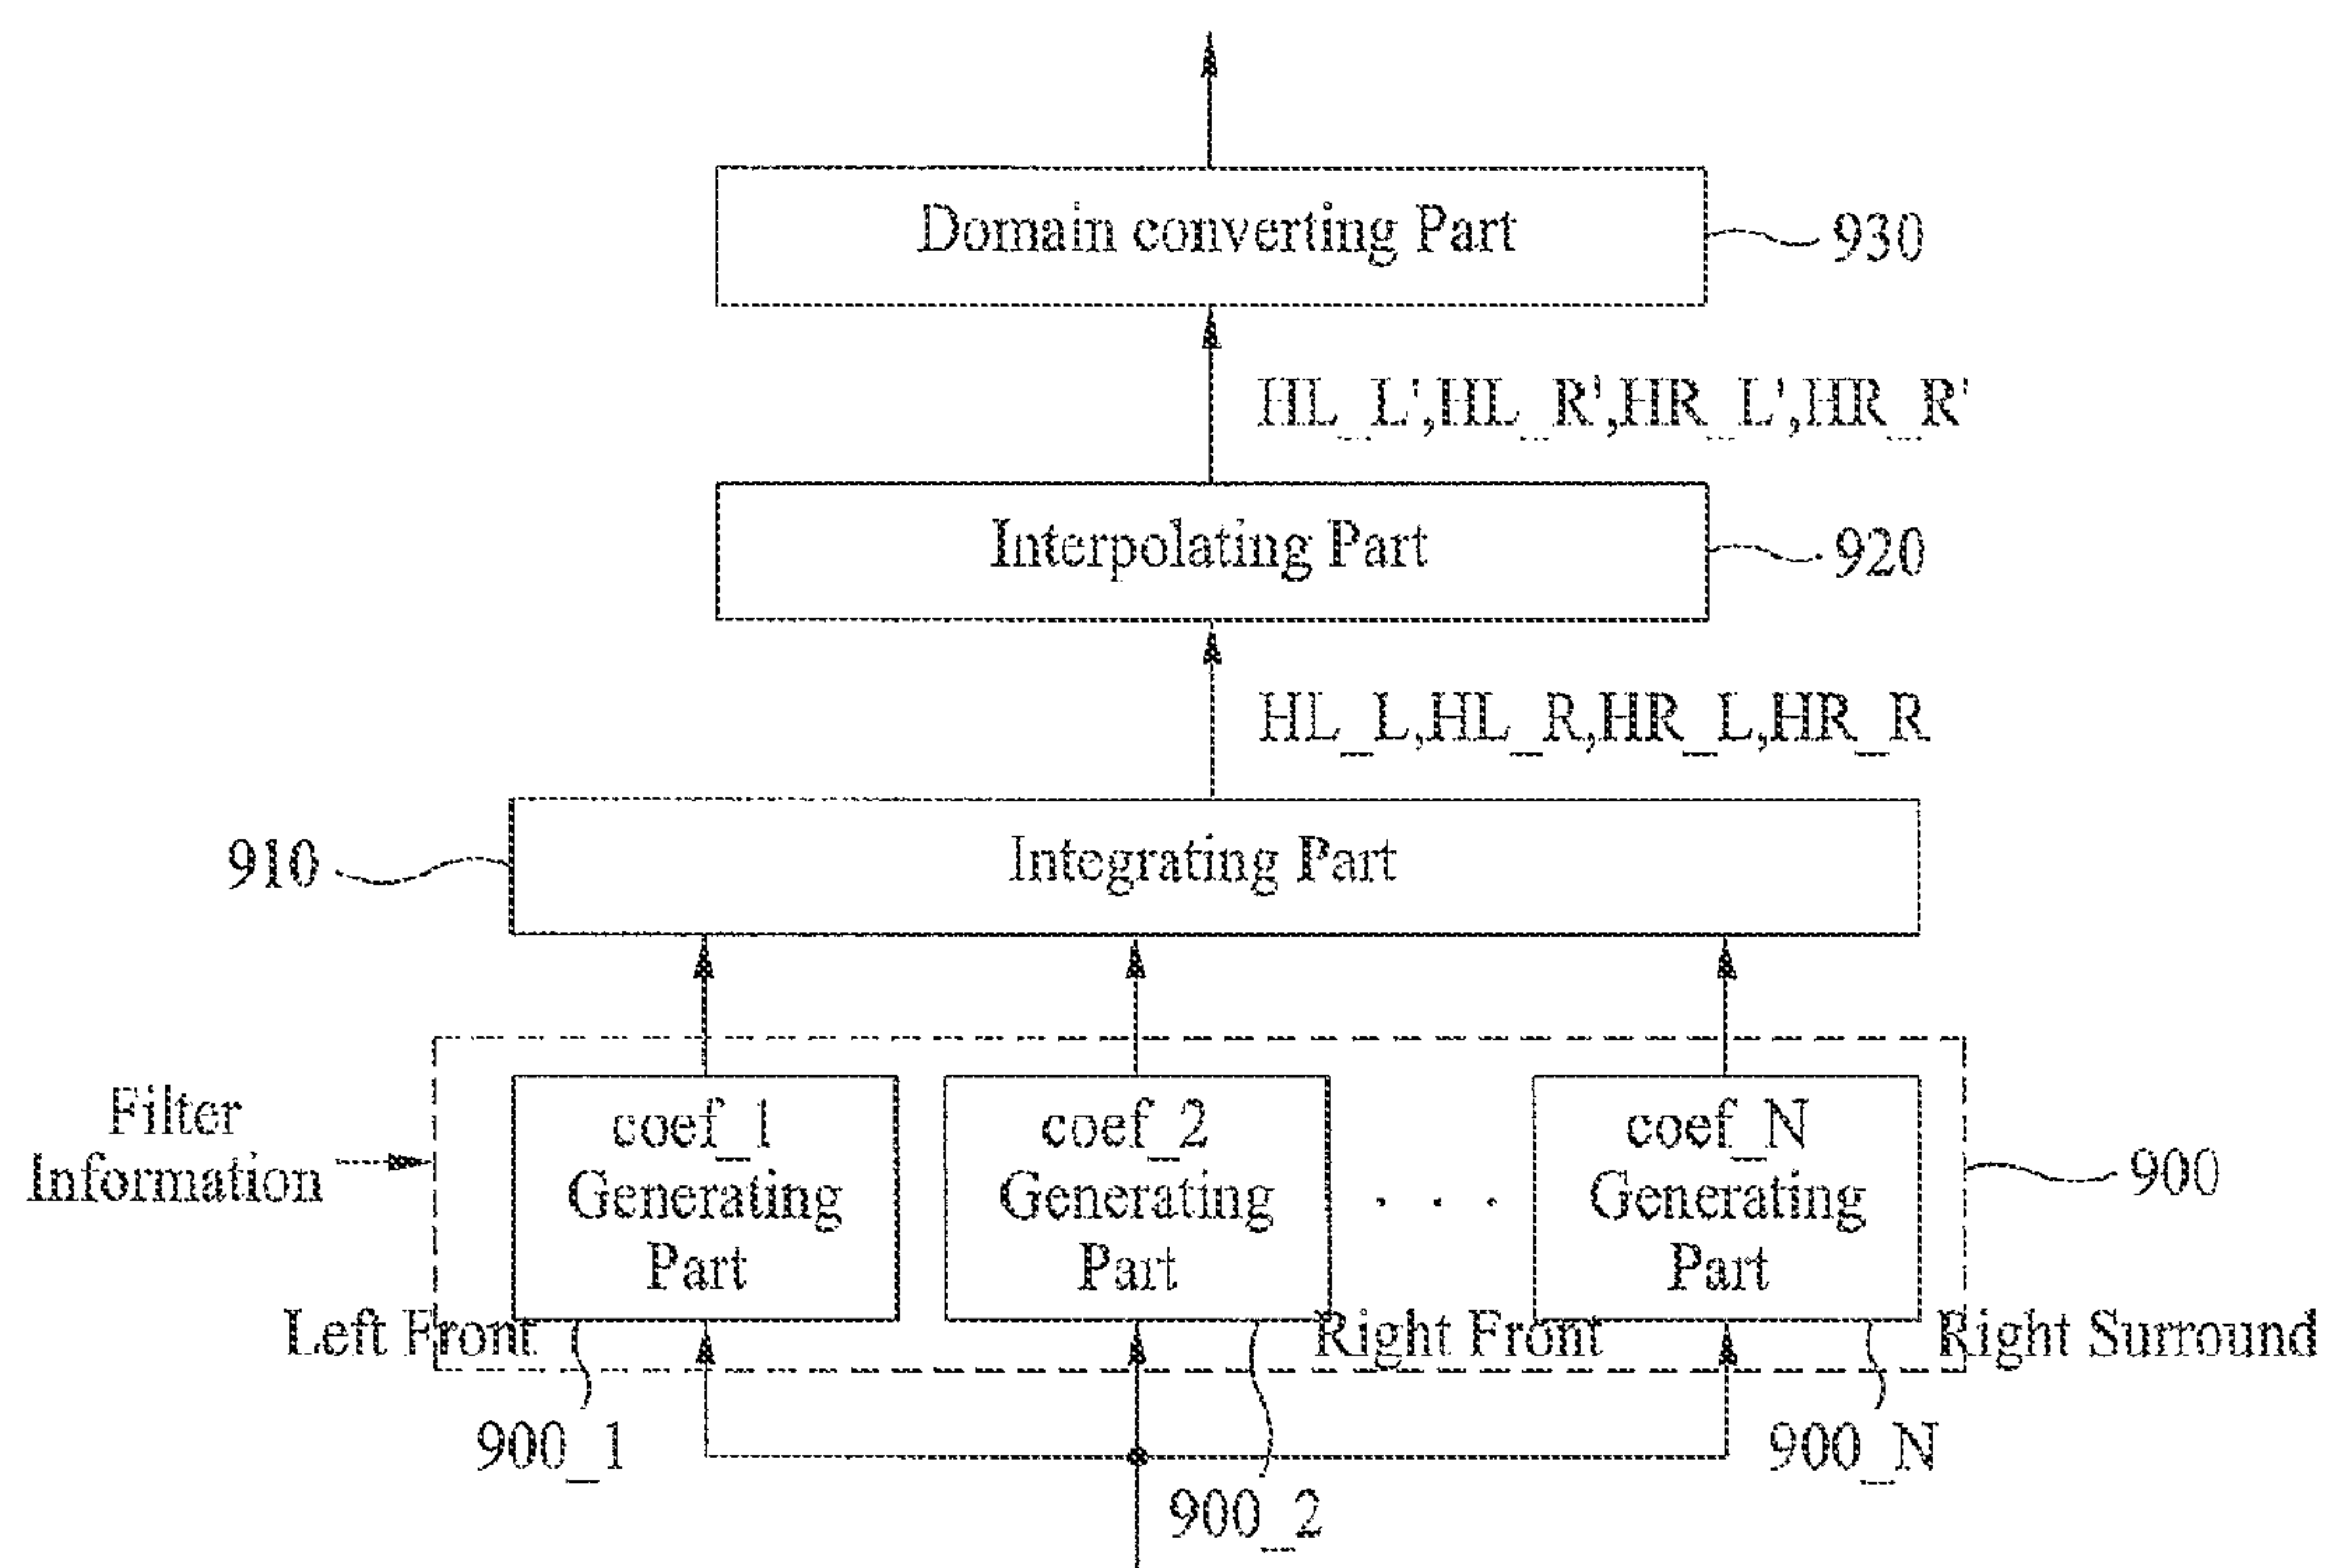 Domain converting Part
930
HL_L',HL_R',HR_L',HR_R'
Interpolating Part
920
HL_L,HL_R,HR_L,HR_R
910
Integrating Part
Filter
Information
coef_1
Generating
Part
coef_2
Generating
Part
. . .
coef_N
Generating
Part
900
Left Front
Right Front
Right Surround
900_1
900_2
900_N